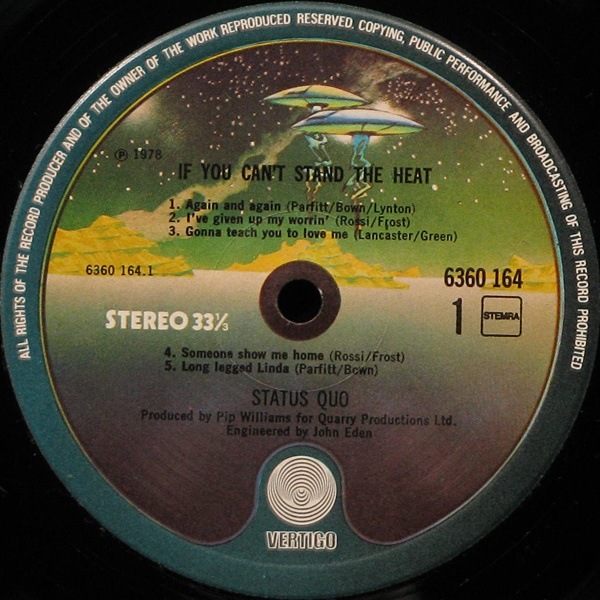 ALL RIGHTS OF THE RECORD PRODUCER AND OF THE OWNER OF THE WORK REPRODUCED RESERVED. COPYING, PUBLIC PERFORMANCE AND BROADCASTING OF THIS RECORD PROHIBITED
℗ 1978
IF YOU CAN'T STAND THE HEAT
1. Again and again (Parfitt/Bown/Lynton)
2. I've given up my worrin' (Rossi/Frost)
3. Gonna teach you to love me (Lancaster/Green)
6360 164.1
6360 164
STEREO 33⅓
1
STEMRA
4. Someone show me home (Rossi/Frost)
5. Long legged Linda (Parfitt/Bown)
STATUS QUO
Produced by Pip Williams for Quarry Productions Ltd.
Engineered by John Eden
VERTIGO